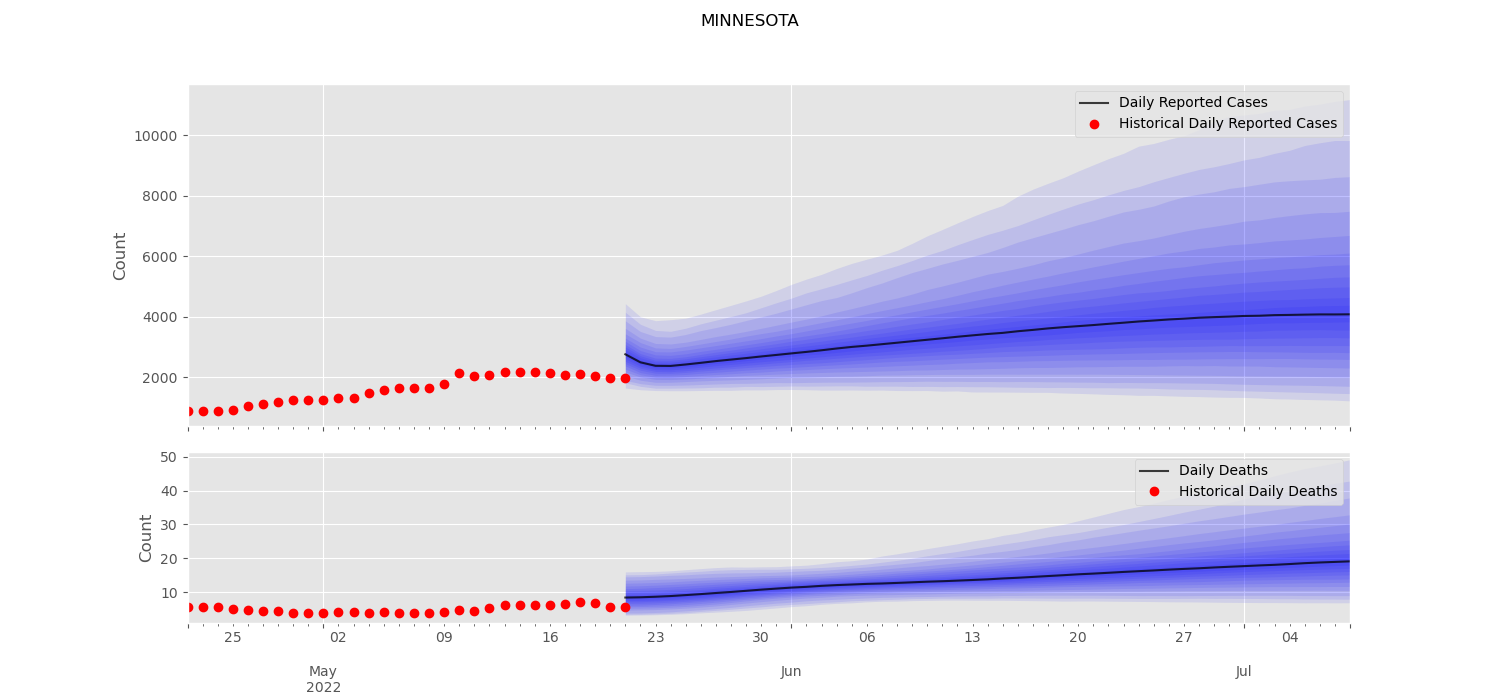 MINNESOTA
Daily Reported Cases
Historical Daily Reported Cases
10000
8000
6000
4000
2000
Count
Daily Deaths
Historical Daily Deaths
50
40
30
20
10
Count
25 02 09 16 23 30 06 13 20 27 04
May Jun Jul
2022